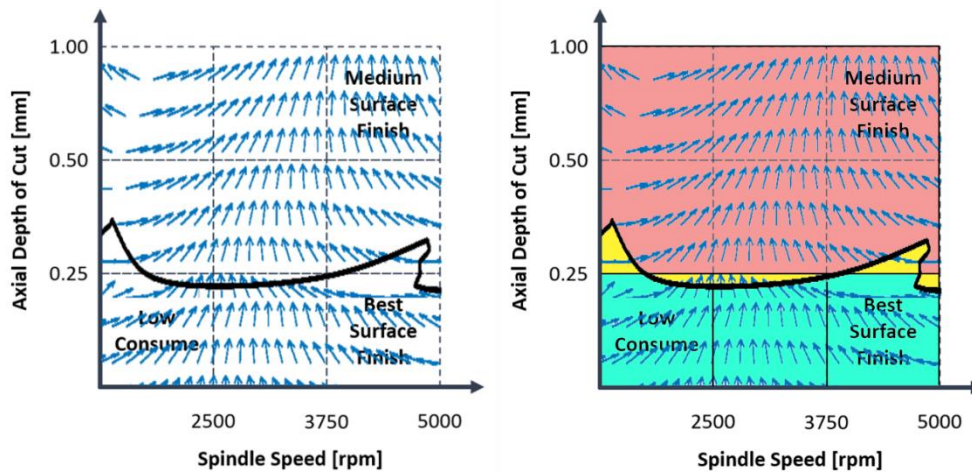 1.00
0.50
0.25
Axial Depth of Cut [mm]
Medium
Surface
Finish
Low
Consume
Best
Surface
Finish
2500
3750
5000
Spindle Speed [rpm]
1.00
0.50
0.25
Axial Depth of Cut [mm]
Medium
Surface
Finish
Low
Consume
Best
Surface
Finish
2500
3750
5000
Spindle Speed [rpm]